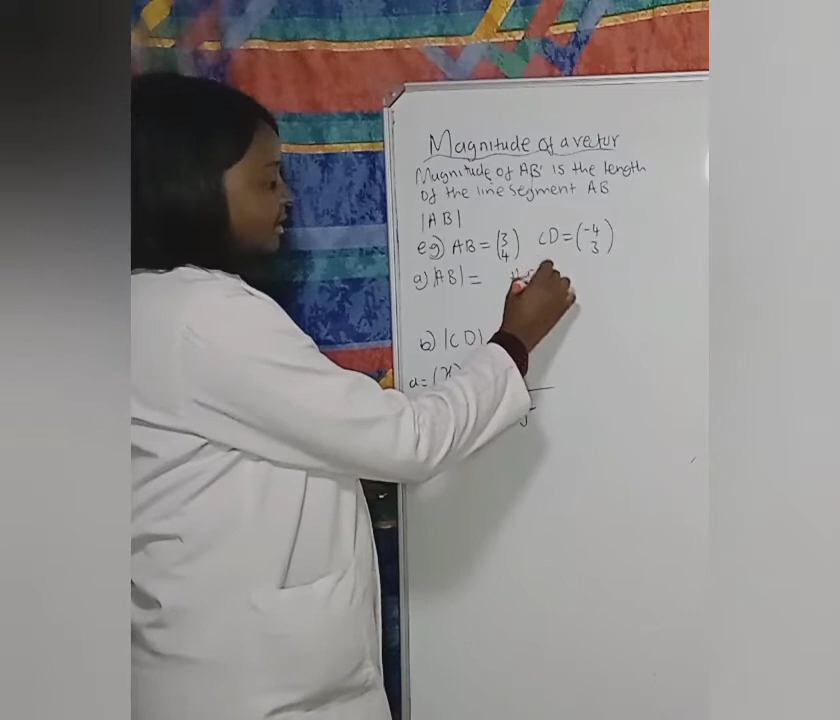 Magnitude of a vector
Magnitude of AB is the length
of the line segment AB
|AB|
eg) AB = (3 4) CD = (-4 3)
a) |AB| =
b) |CD|
a = (x